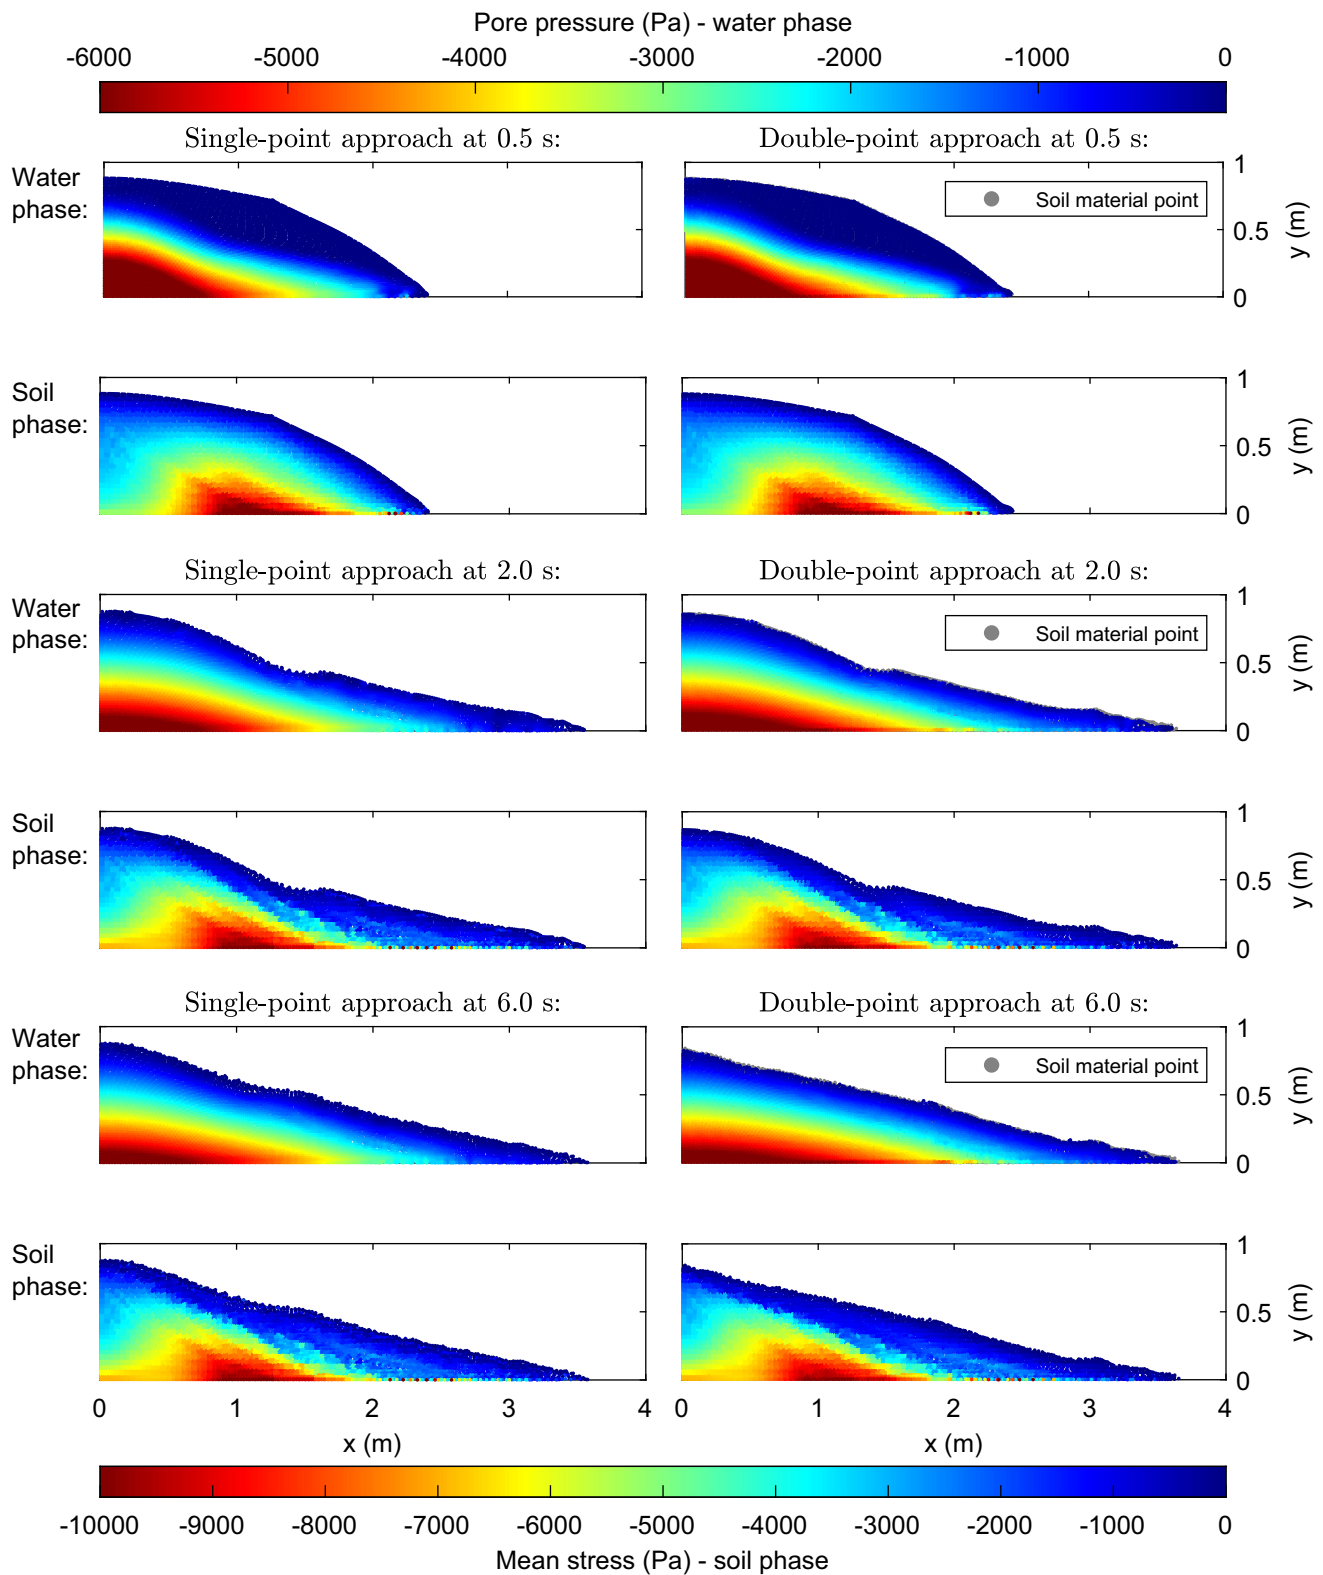 Pore pressure (Pa) - water phase
-6000 -5000 -4000 -3000 -2000 -1000 0
Single-point approach at 0.5 s: Double-point approach at 0.5 s:
Water
phase:
Soil material point
1
0.5
0
y (m)
Soil
phase:
1
0.5
0
y (m)
Single-point approach at 2.0 s: Double-point approach at 2.0 s:
Water
phase:
Soil material point
1
0.5
0
y (m)
Soil
phase:
1
0.5
0
y (m)
Single-point approach at 6.0 s: Double-point approach at 6.0 s:
Water
phase:
Soil material point
1
0.5
0
y (m)
Soil
phase:
1
0.5
0
y (m)
0 1 2 3 4 0 1 2 3 4
x (m) x (m)
-10000 -9000 -8000 -7000 -6000 -5000 -4000 -3000 -2000 -1000 0
Mean stress (Pa) - soil phase